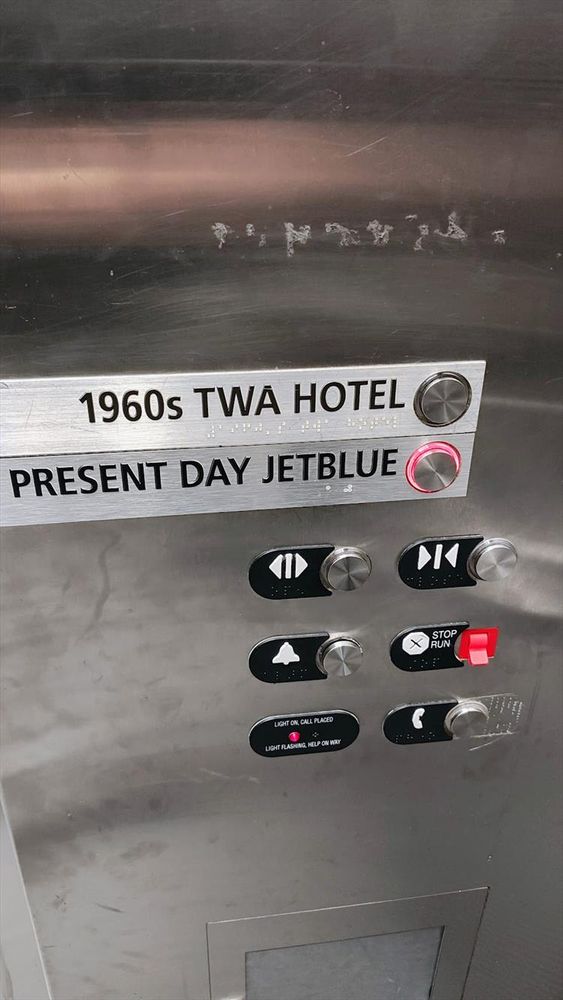 1960s TWA HOTEL
PRESENT DAY JETBLUE
STOP
RUN
LIGHT ON, CALL PLACED
LIGHT FLASHING, HELP ON WAY